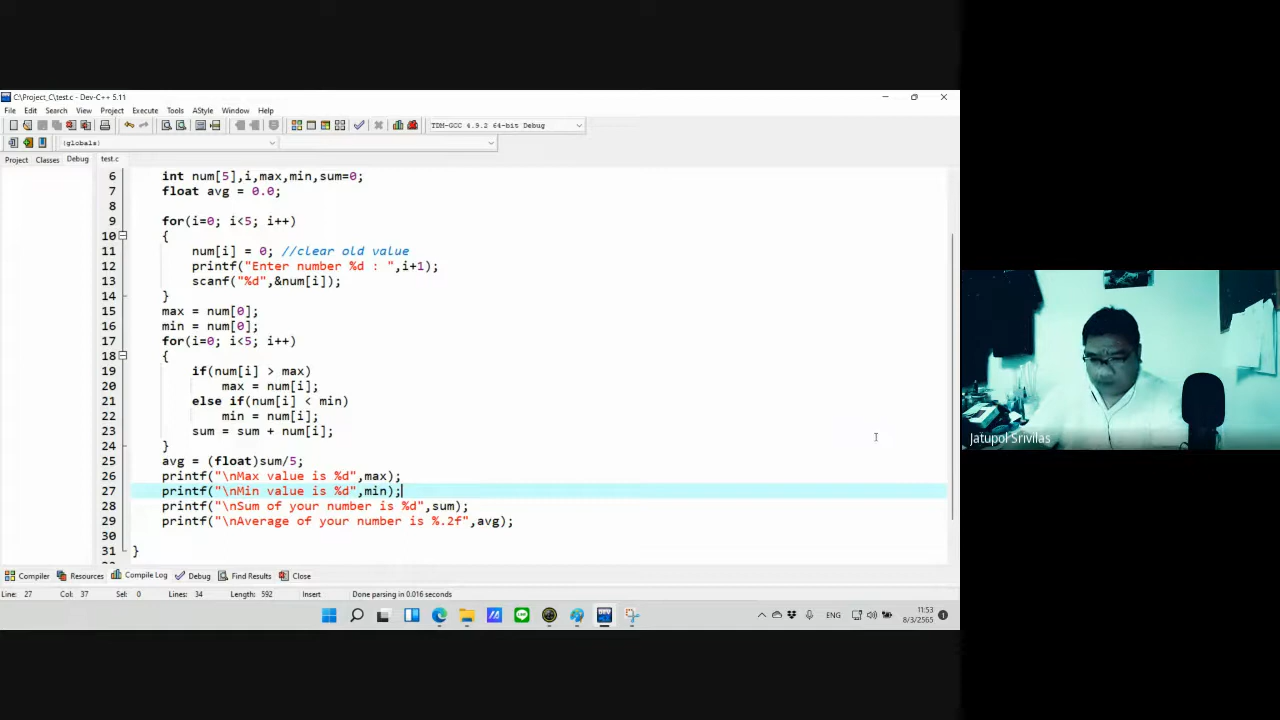 C:\Project_C\test.c - Dev-C++ 5.11
File Edit Search View Project Execute Tools AStyle Window Help
TDM-GCC 4.9.2 64-bit Debug
(globals)
Project Classes Debug test.c
6 int num[5],i,max,min,sum=0;
7 float avg = 0.0;
8
9 for(i=0; i<5; i++)
10 {
11 num[i] = 0; //clear old value
12 printf("Enter number %d : ",i+1);
13 scanf("%d",&num[i]);
14 }
15 max = num[0];
16 min = num[0];
17 for(i=0; i<5; i++)
18 {
19 if(num[i] > max)
20 max = num[i];
21 else if(num[i] < min)
22 min = num[i];
23 sum = sum + num[i];
24 }
25 avg = (float)sum/5;
26 printf("\nMax value is %d",max);
27 printf("\nMin value is %d",min);
28 printf("\nSum of your number is %d",sum);
29 printf("\nAverage of your number is %.2f",avg);
30
31 }
Compiler Resources Compile Log Debug Find Results Close
Line: 27 Col: 37 Sel: 0 Lines: 34 Length: 592 Insert Done parsing in 0.016 seconds
ENG 11:53
8/3/2565
Jatupol Srivilas